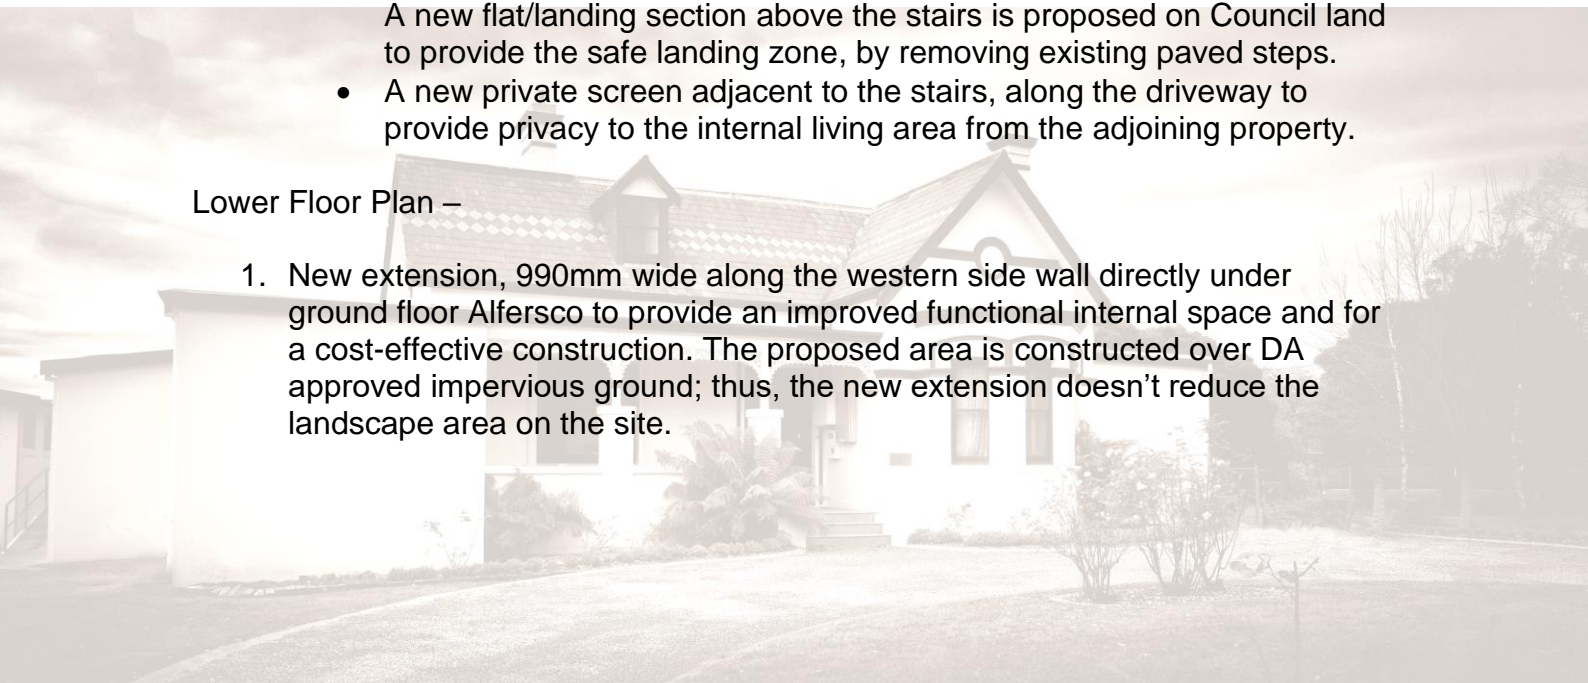 A new flat/landing section above the stairs is proposed on Council land
to provide the safe landing zone, by removing existing paved steps.
• A new private screen adjacent to the stairs, along the driveway to
provide privacy to the internal living area from the adjoining property.
Lower Floor Plan –
1. New extension, 990mm wide along the western side wall directly under
ground floor Alfersco to provide an improved functional internal space and for
a cost-effective construction. The proposed area is constructed over DA
approved impervious ground; thus, the new extension doesn’t reduce the
landscape area on the site.